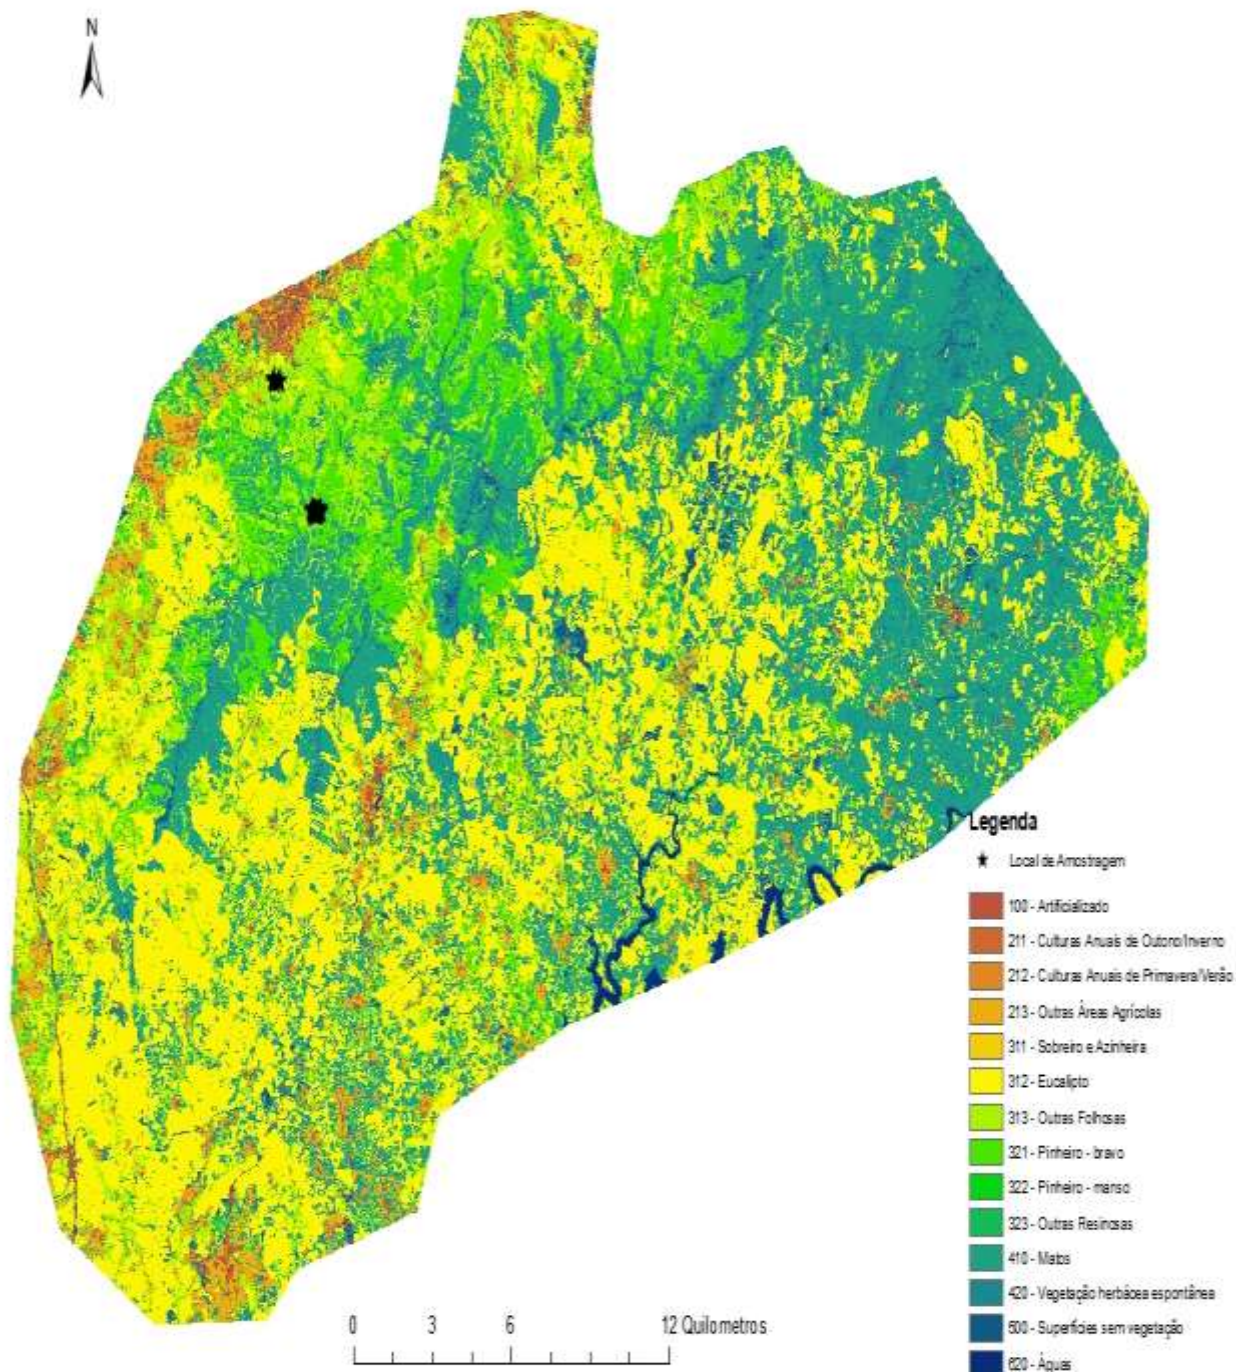 N
Legenda
Local de Amostragem
100 - Artificializado
211 - Culturas Anuais de Outono/Inverno
212 - Culturas Anuais de Primavera/Verão
213 - Outras Áreas Agrícolas
311 - Sobreiro e Azinheira
312 - Eucalipto
313 - Outras Folhosas
321 - Pinheiro - bravo
322 - Pinheiro - manso
323 - Outras Resinosas
410 - Matos
420 - Vegetação herbácea espontânea
500 - Superfícies sem vegetação
620 - Águas
0 3 6 12 Quilometros